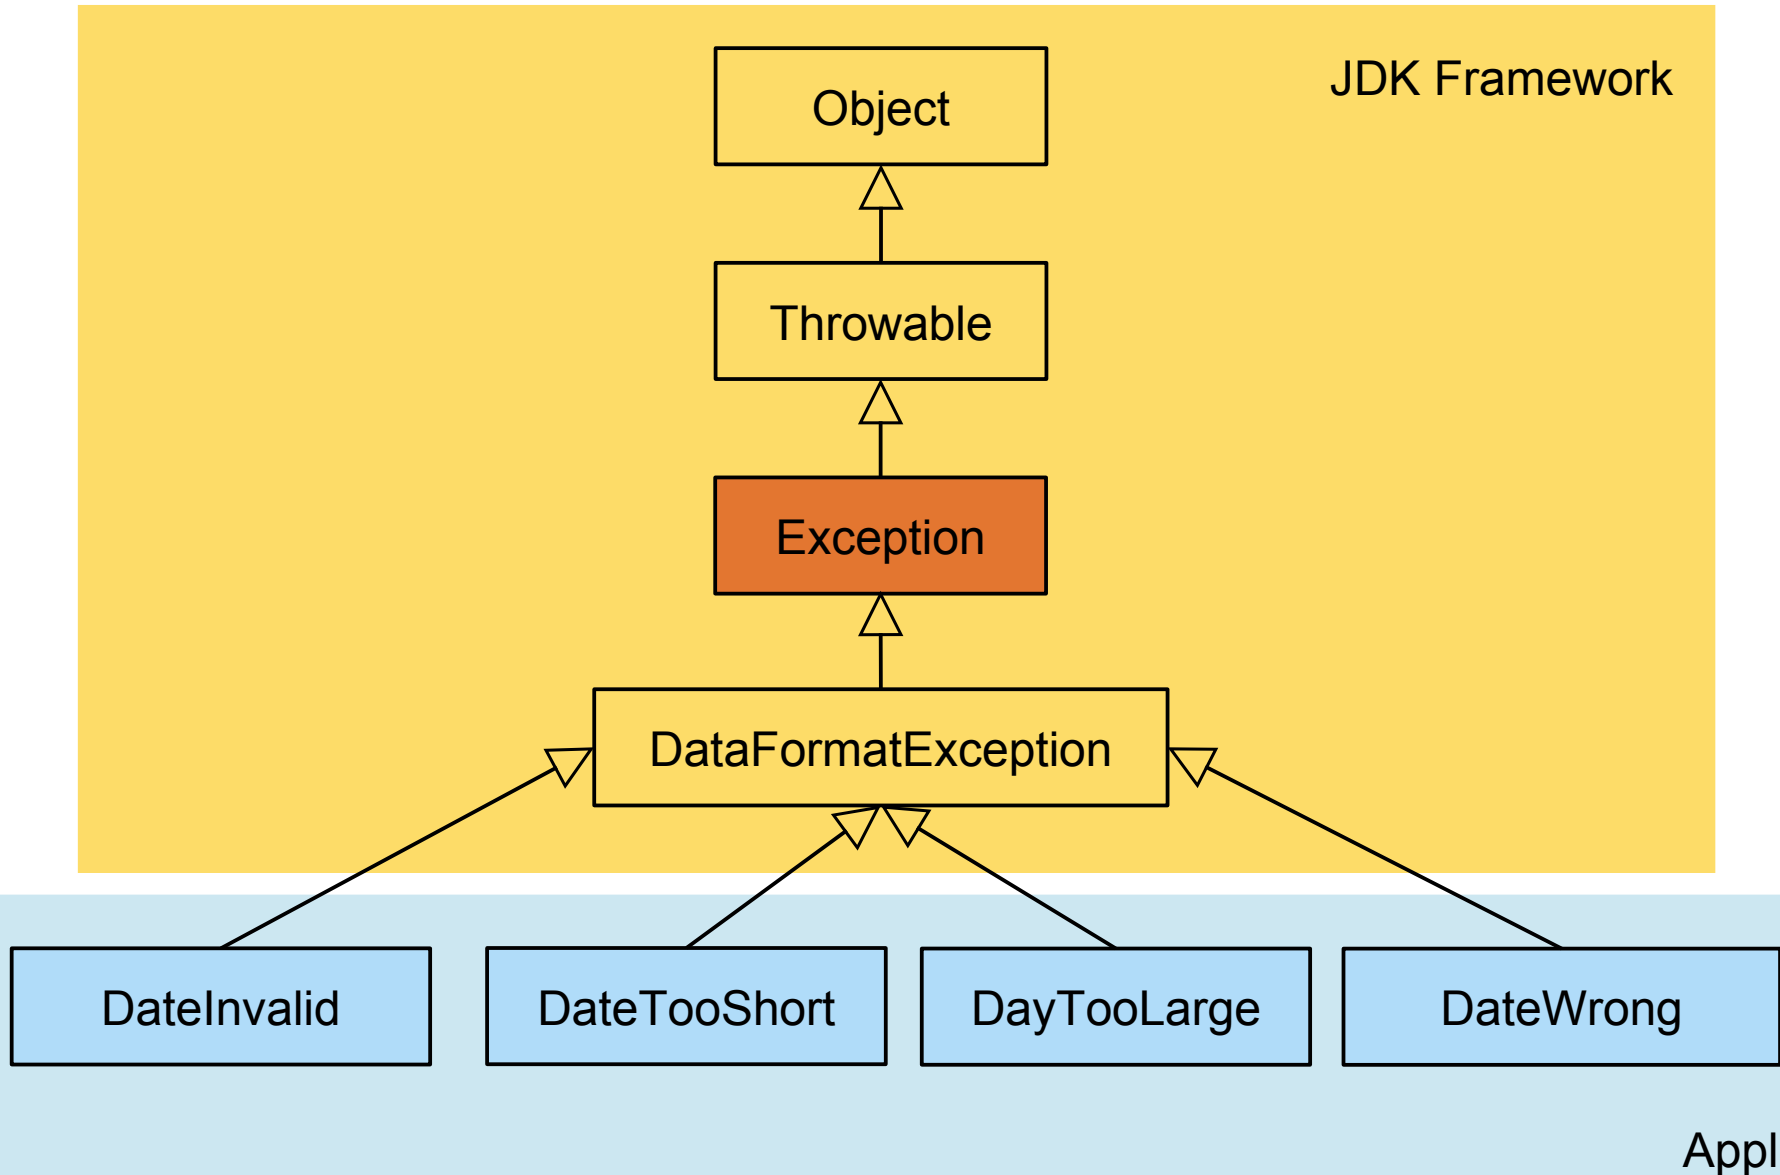 JDK Framework
Object
Throwable
Exception
DataFormatException
DateInvalid
DateTooShort
DayTooLarge
DateWrong
Appl